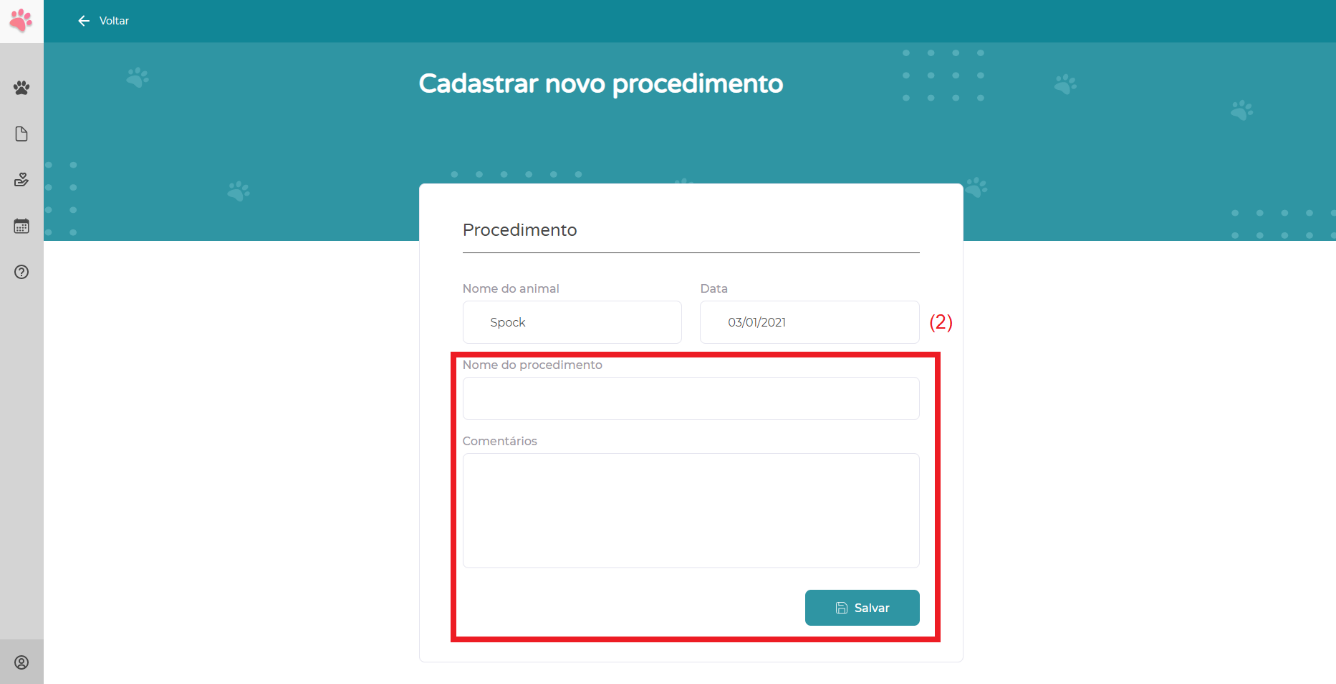 Voltar
Cadastrar novo procedimento
Procedimento
Nome do animal
Data
Spock
03/01/2021
(2)
Nome do procedimento
Comentários
Salvar